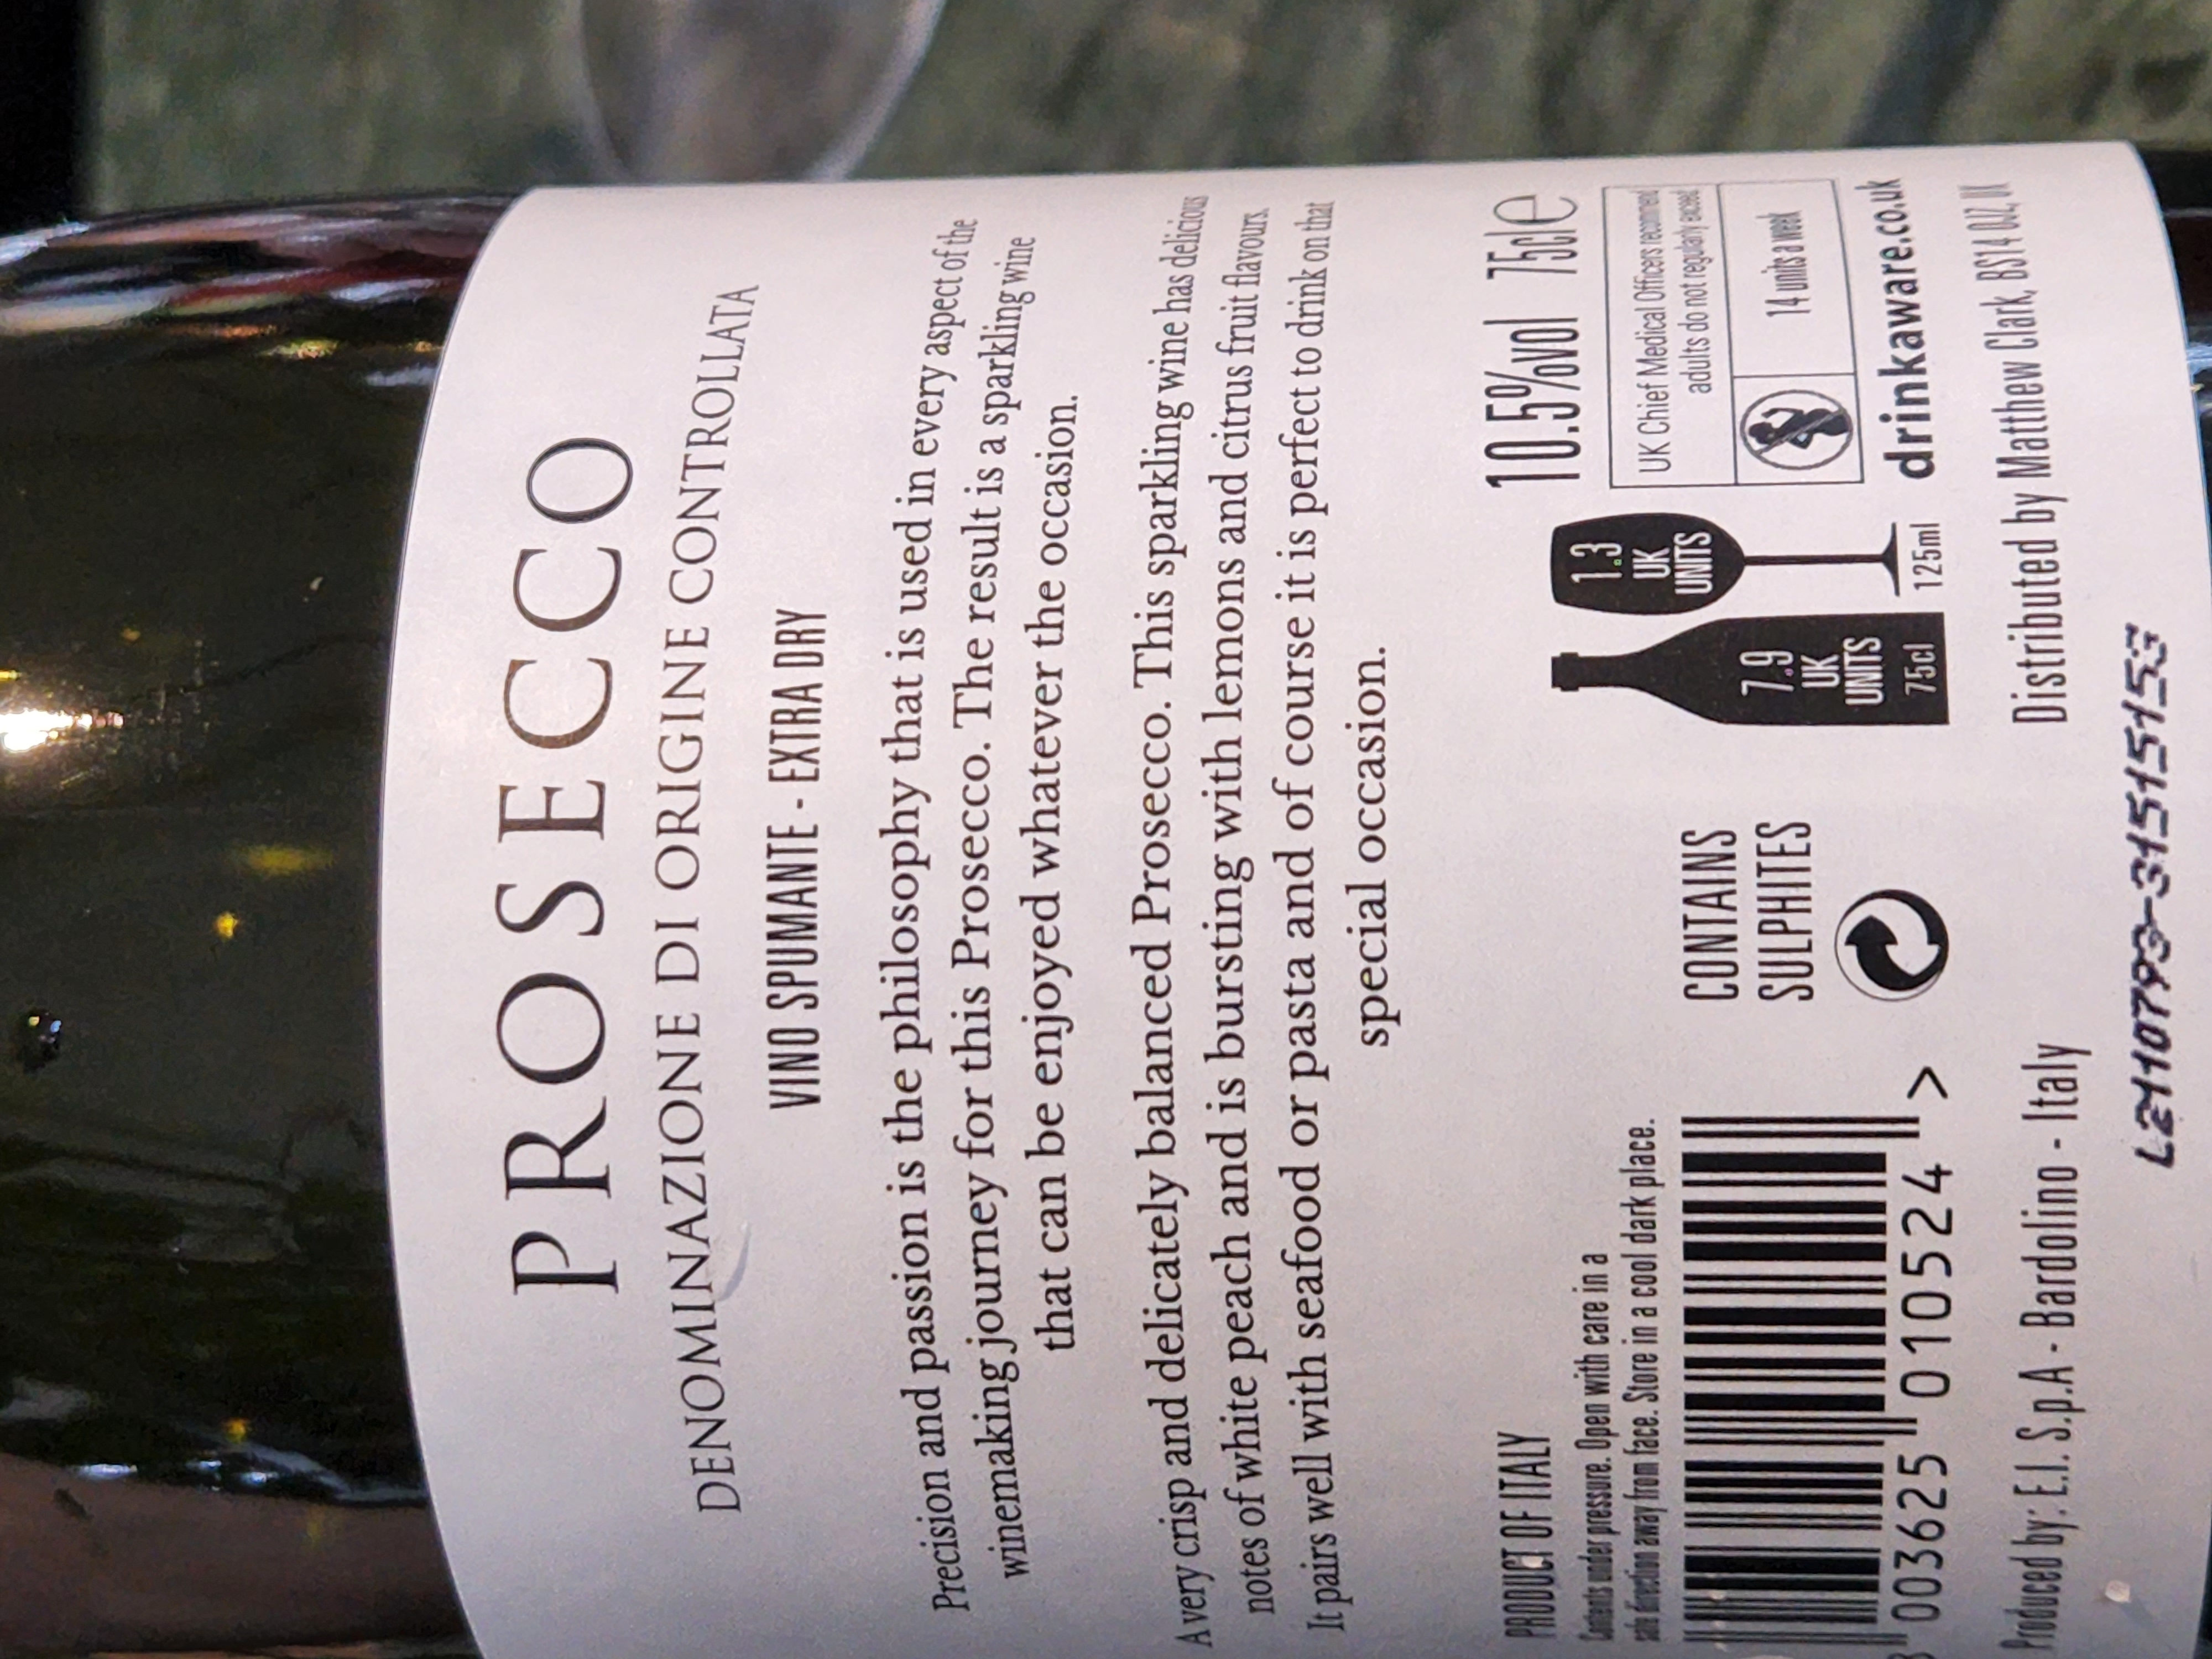 PROSECCO
DENOMINAZIONE DI ORIGINE CONTROLLATA
VINO SPUMANTE - EXTRA DRY
Precision and passion is the philosophy that is used in every aspect of the
winemaking journey for this Prosecco. The result is a sparkling wine
that can be enjoyed whatever the occasion.
A very crisp and delicately balanced Prosecco. This sparkling wine has delicious
notes of white peach and is bursting with lemons and citrus fruit flavours.
It pairs well with seafood or pasta and of course it is perfect to drink on that
special occasion.
PRODUCT OF ITALY
Contents under pressure. Open with care in a
safe direction away from face. Store in a cool dark place.
003625 010524 >
CONTAINS
SULPHITES
7.9
UK
UNITS
75cl
1.3
UK
UNITS
125ml
10.5%vol 75cl e
UK Chief Medical Officers recommend
adults do not regularly exceed
14 units a week
drinkaware.co.uk
Produced by: E.I. S.p.A - Bardolino - Italy
Distributed by Matthew Clark, BS14 0JZ, UK